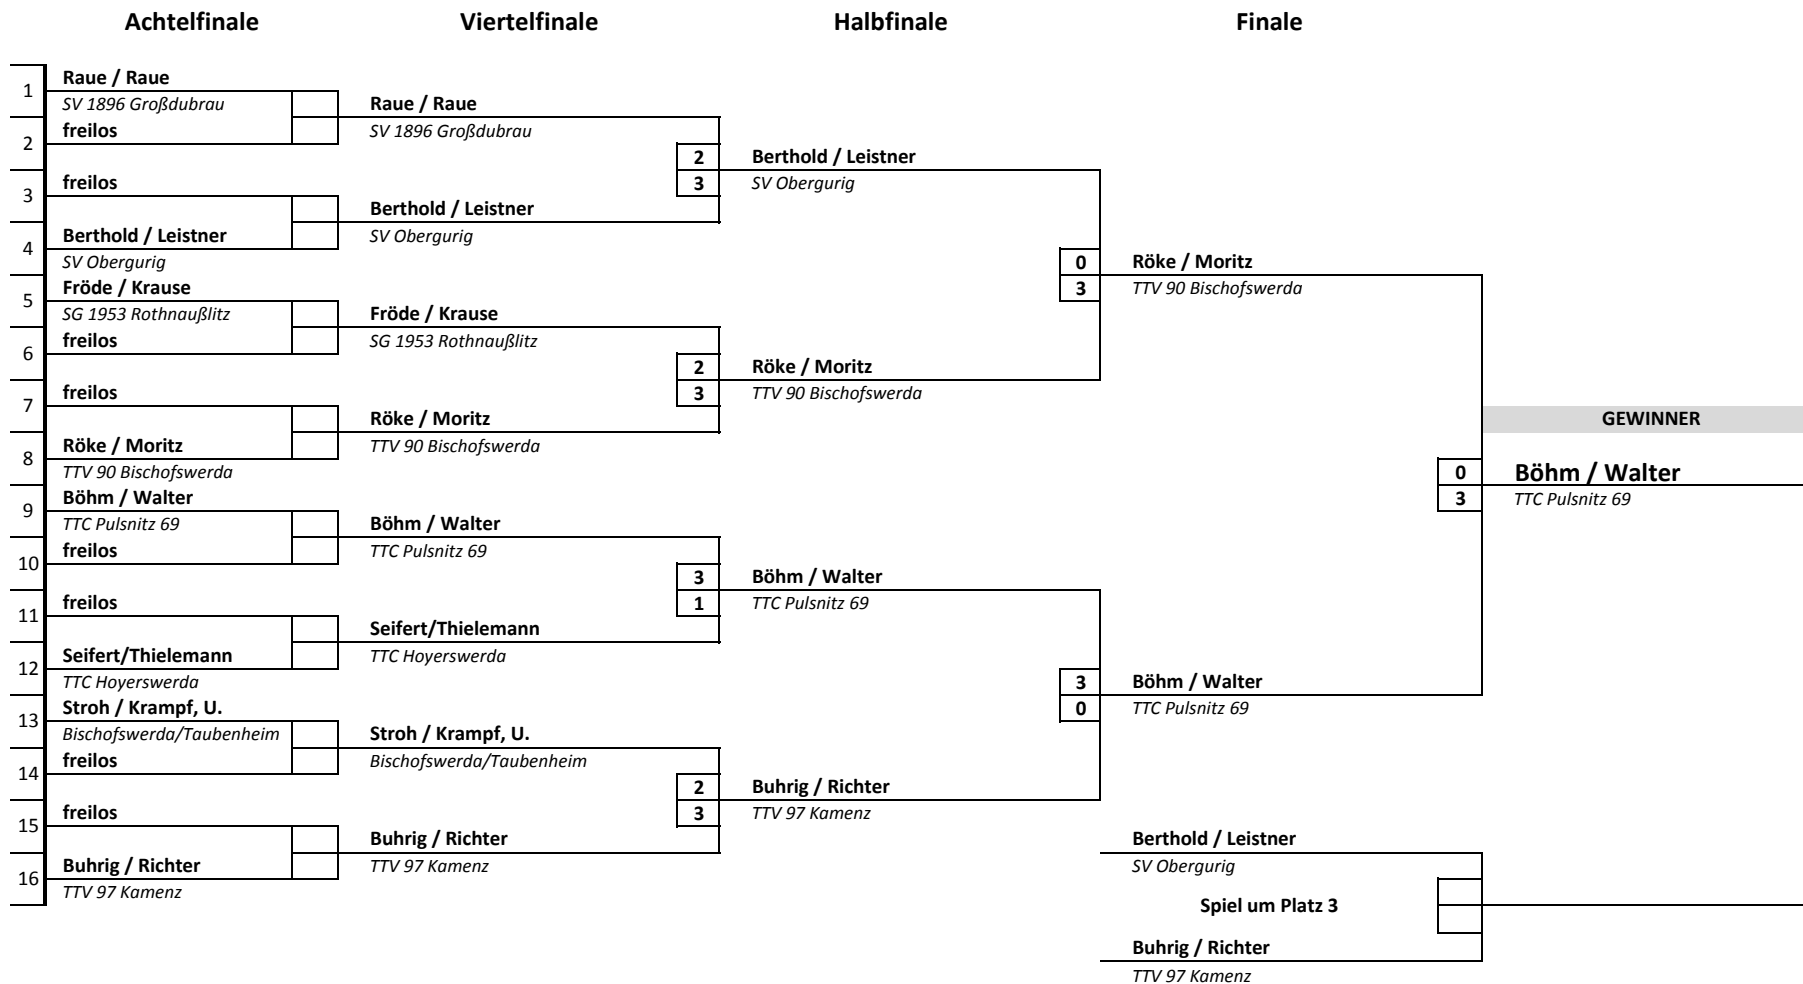 Achtelfinale
Viertelfinale
Halbfinale
Finale
1
Raue / Raue
SV 1896 Großdubrau
2
freilos
3
freilos
4
Berthold / Leistner
SV Obergurig
5
Fröde / Krause
SG 1953 Rothnaußlitz
6
freilos
7
freilos
8
Röke / Moritz
TTV 90 Bischofswerda
9
Böhm / Walter
TTC Pulsnitz 69
10
freilos
11
freilos
12
Seifert/Thielemann
TTC Hoyerswerda
13
Stroh / Krampf, U.
Bischofswerda/Taubenheim
14
freilos
15
freilos
16
Buhrig / Richter
TTV 97 Kamenz
Raue / Raue
SV 1896 Großdubrau
2
3
Berthold / Leistner
SV Obergurig
Fröde / Krause
SG 1953 Rothnaußlitz
2
3
Röke / Moritz
TTV 90 Bischofswerda
Böhm / Walter
TTC Pulsnitz 69
3
1
Seifert/Thielemann
TTC Hoyerswerda
Stroh / Krampf, U.
Bischofswerda/Taubenheim
2
3
Buhrig / Richter
TTV 97 Kamenz
Berthold / Leistner
SV Obergurig
0
3
Röke / Moritz
TTV 90 Bischofswerda
Böhm / Walter
TTC Pulsnitz 69
3
0
Buhrig / Richter
TTV 97 Kamenz
Röke / Moritz
TTV 90 Bischofswerda
0
3
Böhm / Walter
TTC Pulsnitz 69
GEWINNER
Böhm / Walter
TTC Pulsnitz 69
Berthold / Leistner
SV Obergurig
Spiel um Platz 3
Buhrig / Richter
TTV 97 Kamenz